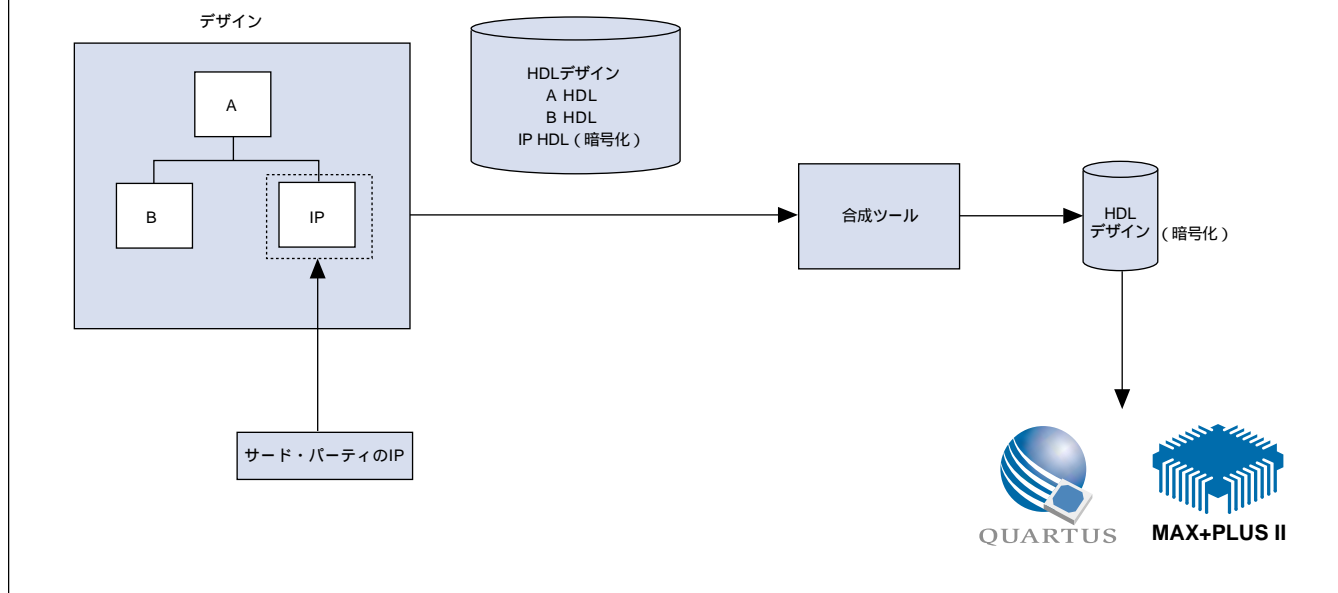 デザイン
A
B
IP
サード・パーティのIP
HDLデザイン
A HDL
B HDL
IP HDL（暗号化）
合成ツール
HDL
デザイン
（暗号化）
QUARTUS
MAX+PLUS II